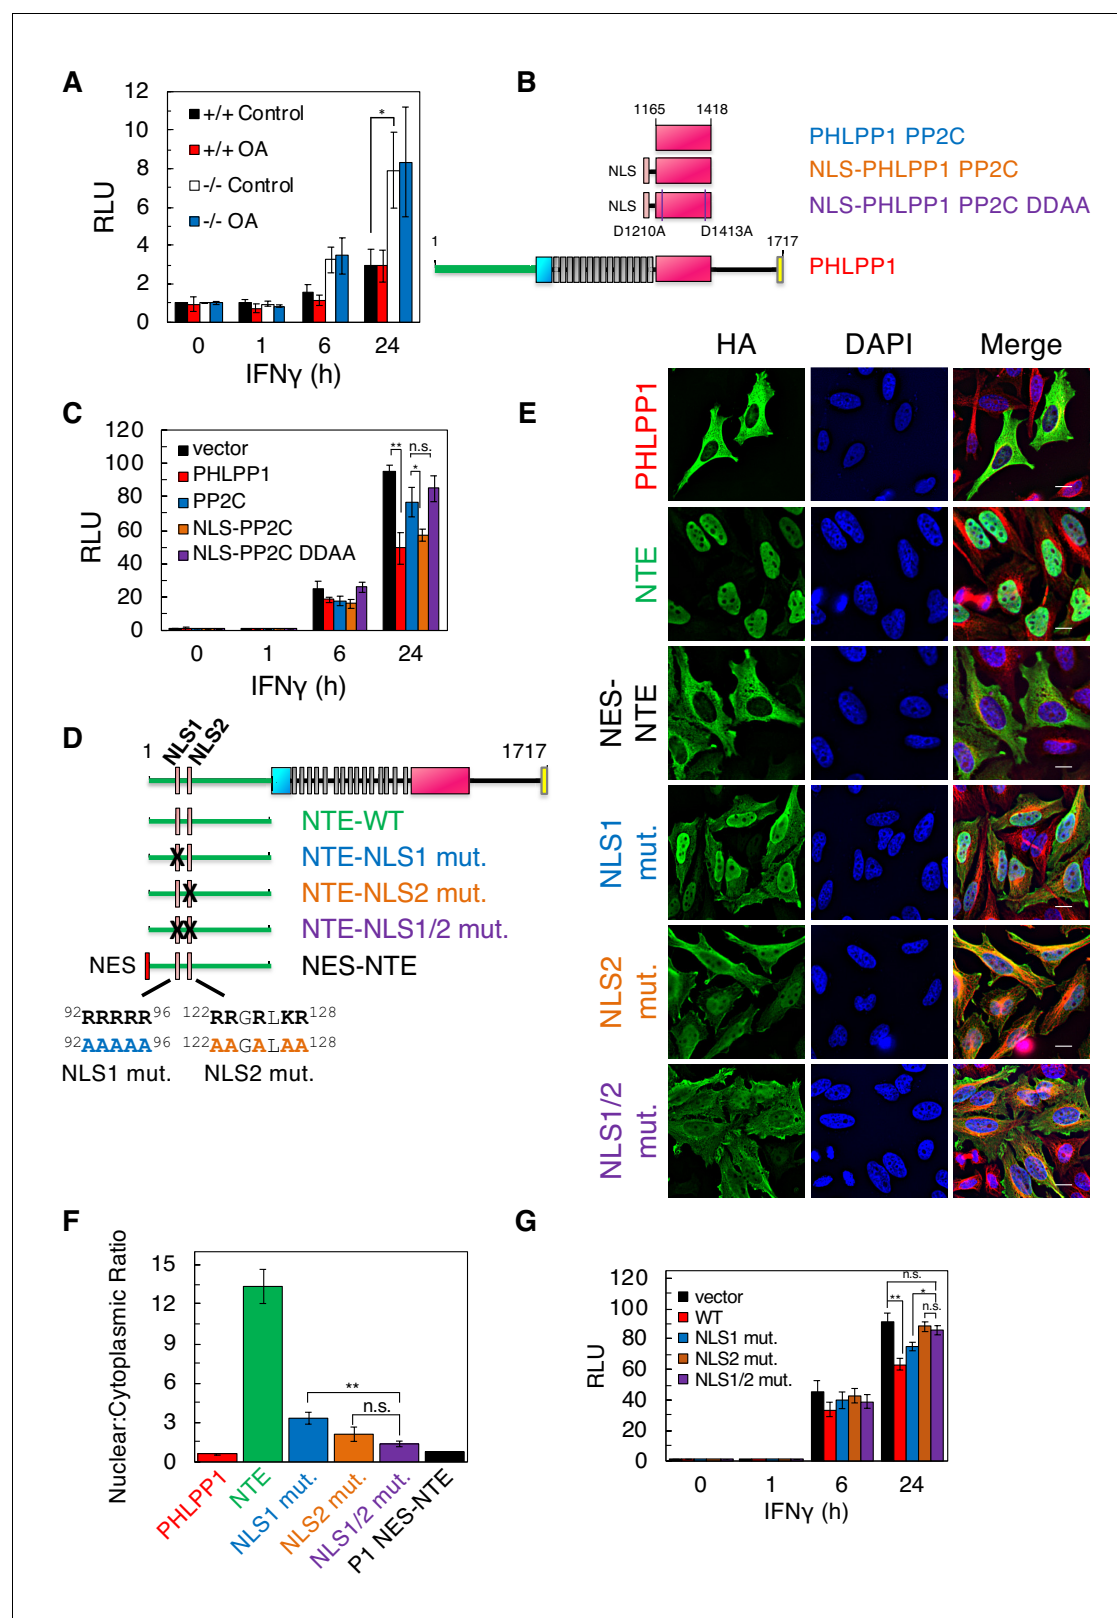 A
12
10
8
6
4
2
0
RLU
+/+ Control
+/+ OA
-/- Control
-/- OA
*
0 1 6 24
IFNγ (h)
B
1165 1418
PHLPP1 PP2C
NLS
NLS-PHLPP1 PP2C
NLS
NLS-PHLPP1 PP2C DDAA
D1210A D1413A
1 1717
PHLPP1
C
120
100
80
60
40
20
0
RLU
vector
PHLPP1
PP2C
NLS-PP2C
NLS-PP2C DDAA
** n.s.
*
0 1 6 24
IFNγ (h)
D
1 NLS1 NLS2 1717
NTE-WT
X NTE-NLS1 mut.
X NTE-NLS2 mut.
XX NTE-NLS1/2 mut.
NES NES-NTE
92RRRRR96 122RRGRLKR128
92AAAAA96 122AAGALAA128
NLS1 mut. NLS2 mut.
E
HA DAPI Merge
PHLPP1
NTE
NES-
NTE
NLS1
mut.
NLS2
mut.
NLS1/2
mut.
F
15
12
9
6
3
0
Nuclear:Cytoplasmic Ratio
**
n.s.
PHLPP1
NTE
NLS1 mut.
NLS2 mut.
NLS1/2 mut.
P1 NES-NTE
G
120
100
80
60
40
20
0
RLU
vector
WT
NLS1 mut.
NLS2 mut.
NLS1/2 mut.
n.s.
** *
n.s.
0 1 6 24
IFNγ (h)